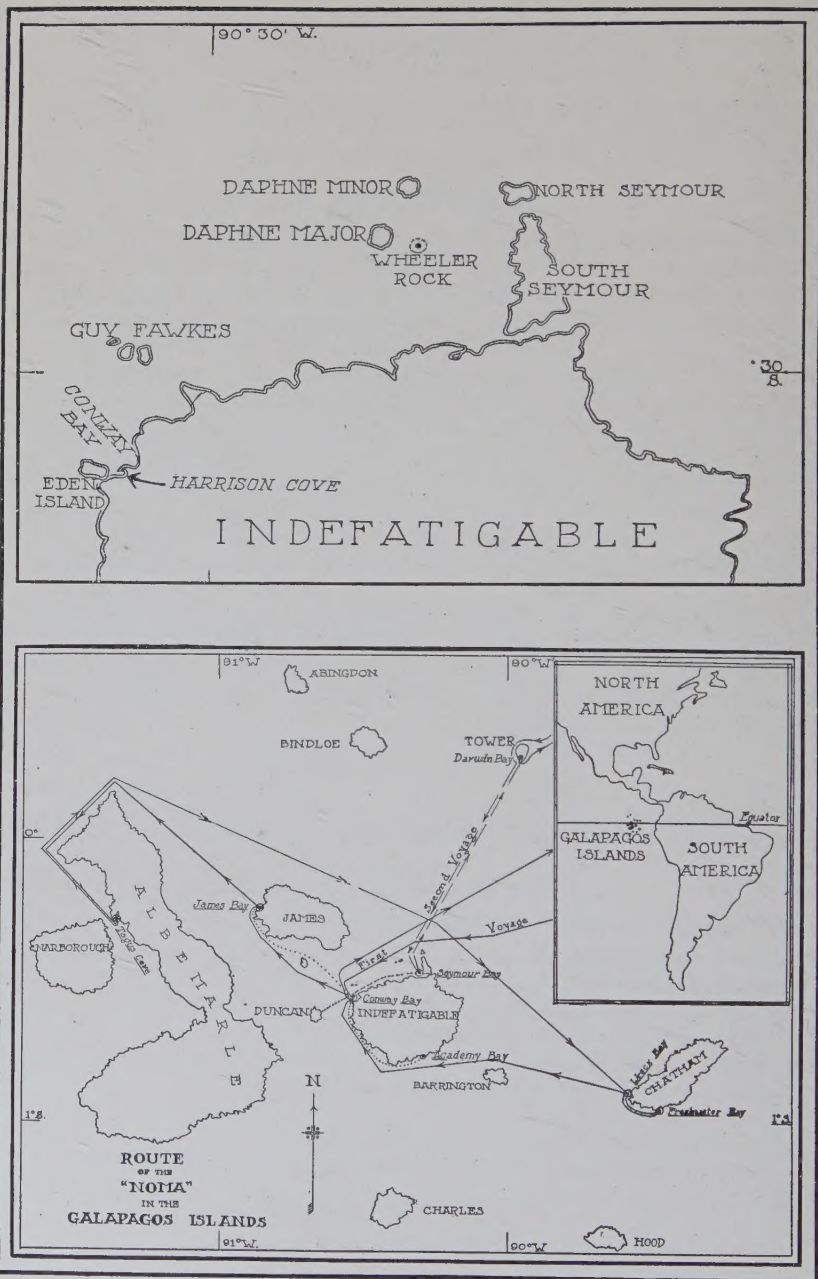 90° 30' W.
DAPHNE MINOR
NORTH SEYMOUR
DAPHNE MAJOR
WHEELER
ROCK
SOUTH
SEYMOUR
GUY FAWKES
° 30
S.
CONWAY
BAY
EDEN
ISLAND
HARRISON COVE
INDEFATIGABLE
91° W
90° W
ABINGDON
NORTH
AMERICA
BINDLOE
TOWER
Darwin Bay
Equator
0°
GALAPAGOS
ISLANDS
SOUTH
AMERICA
Second Voyage
ALBEMARLE
James Bay
JAMES
Voyage
First
NARBOROUGH
Tagus Cove
Seymour Bay
Conway Bay
DUNCAN
INDEFATIGABLE
Academy Bay
BARRINGTON
CHATHAM
Freshwater Bay
N
1° S.
1° S.
ROUTE
OF THE
"NOMA"
IN THE
GALAPAGOS ISLANDS
CHARLES
HOOD
91° W.
90° W